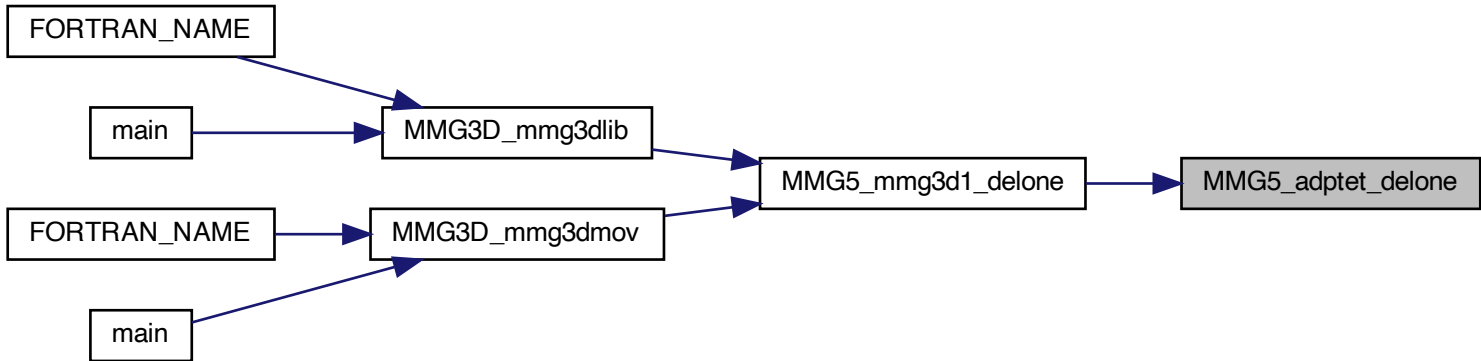 FORTRAN_NAME
main
MMG3D_mmg3dlib
MMG5_mmg3d1_delone
MMG5_adptet_delone
FORTRAN_NAME
MMG3D_mmg3dmov
main